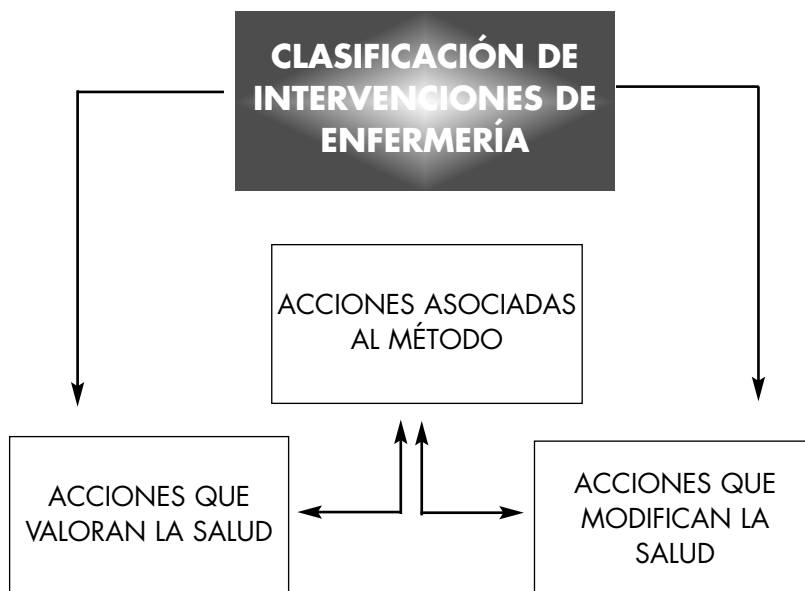 CLASIFICACIÓN DE
INTERVENCIONES DE
ENFERMERÍA
ACCIONES ASOCIADAS
AL MÉTODO
ACCIONES QUE
VALORAN LA SALUD
ACCIONES QUE
MODIFICAN LA
SALUD